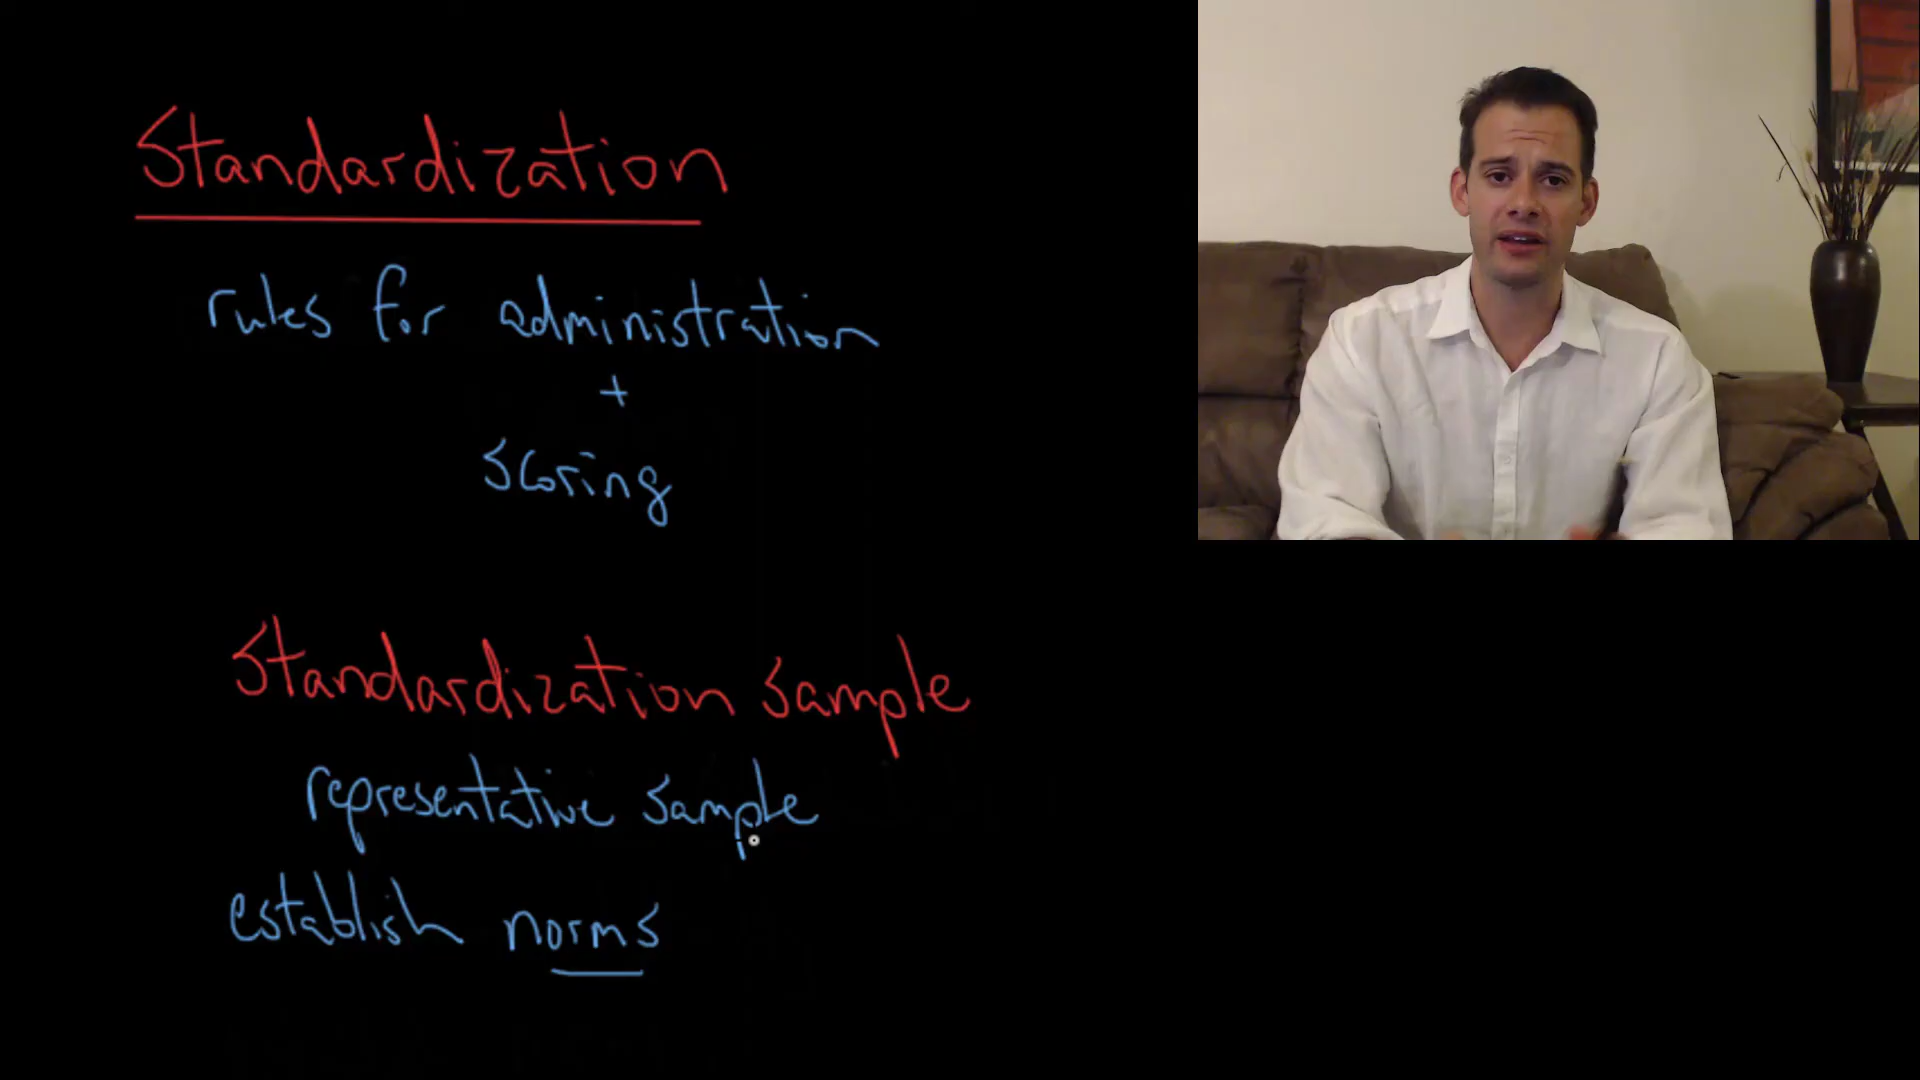 Standardization
rules for administration
+
scoring
Standardization sample
representative sample
establish norms